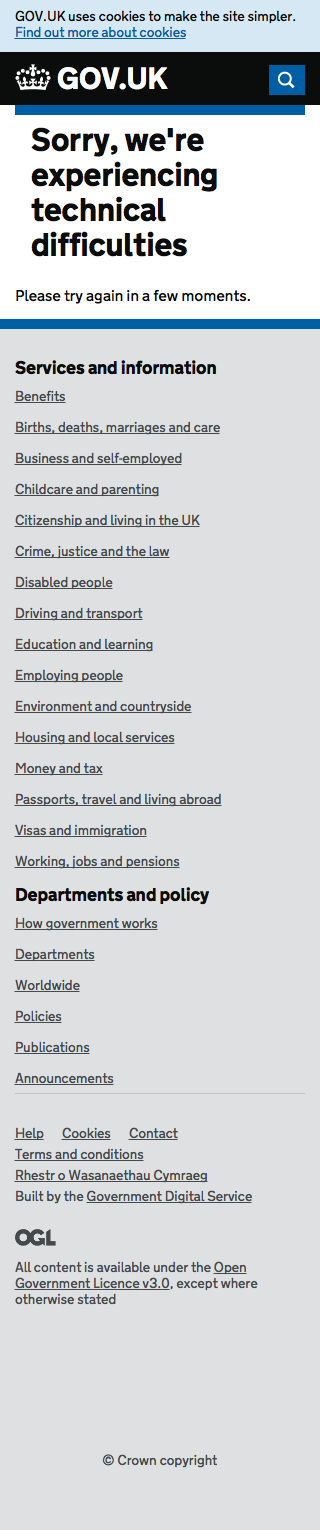 GOV.UK uses cookies to make the site simpler.
Find out more about cookies
GOV.UK
Sorry, we're
experiencing
technical
difficulties
Please try again in a few moments.
Services and information
Benefits
Births, deaths, marriages and care
Business and self-employed
Childcare and parenting
Citizenship and living in the UK
Crime, justice and the law
Disabled people
Driving and transport
Education and learning
Employing people
Environment and countryside
Housing and local services
Money and tax
Passports, travel and living abroad
Visas and immigration
Working, jobs and pensions
Departments and policy
How government works
Departments
Worldwide
Policies
Publications
Announcements
Help Cookies Contact
Terms and conditions
Rhestr o Wasanaethau Cymraeg
Built by the Government Digital Service
OGL
All content is available under the Open
Government Licence v3.0, except where
otherwise stated
© Crown copyright